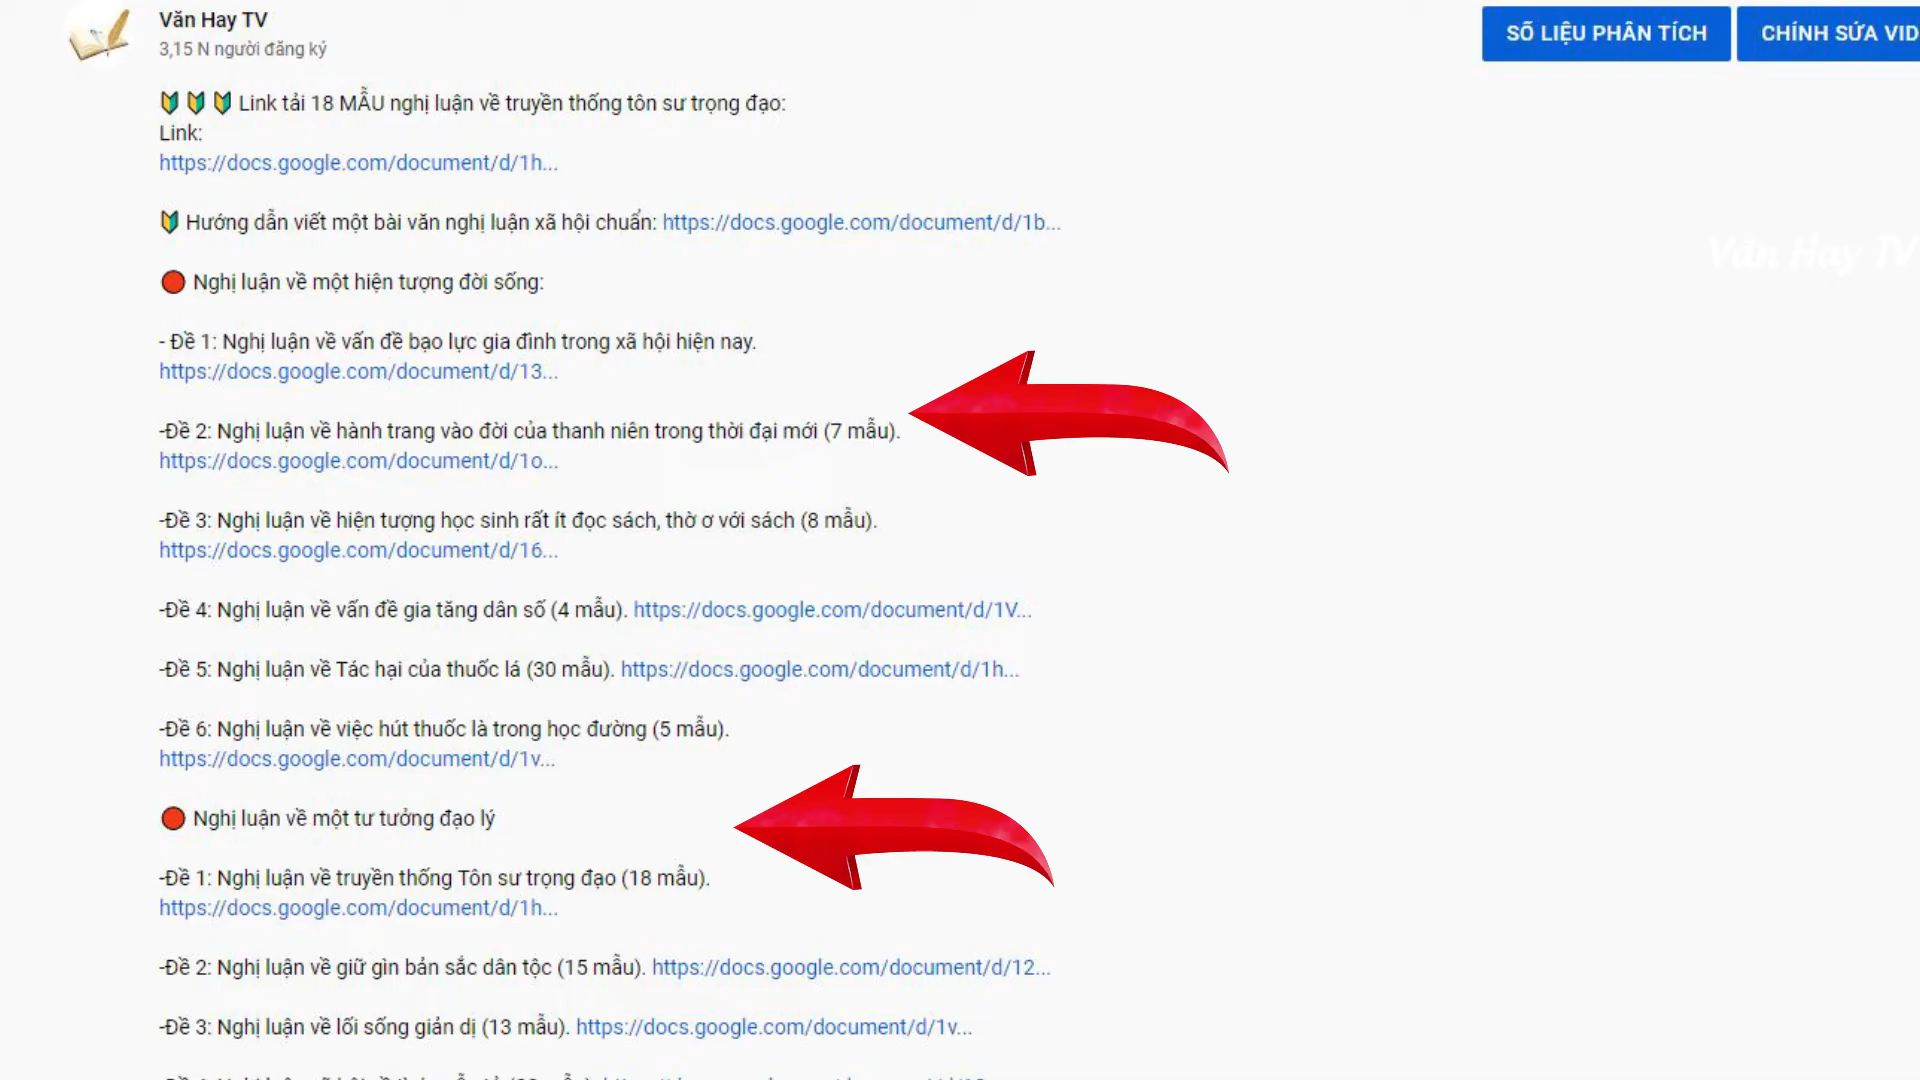 Văn Hay TV
3,15 N người đăng ký
SỐ LIỆU PHÂN TÍCH
CHỈNH SỬA VID
Link tải 18 MẪU nghị luận về truyền thống tôn sư trọng đạo:
Link:
https://docs.google.com/document/d/1h...
Hướng dẫn viết một bài văn nghị luận xã hội chuẩn: https://docs.google.com/document/d/1b...
Văn Hay TV
Nghị luận về một hiện tượng đời sống:
- Đề 1: Nghị luận về vấn đề bạo lực gia đình trong xã hội hiện nay.
https://docs.google.com/document/d/13...
-Đề 2: Nghị luận về hành trang vào đời của thanh niên trong thời đại mới (7 mẫu).
https://docs.google.com/document/d/1o...
-Đề 3: Nghị luận về hiện tượng học sinh rất ít đọc sách, thờ ơ với sách (8 mẫu).
https://docs.google.com/document/d/16...
-Đề 4: Nghị luận về vấn đề gia tăng dân số (4 mẫu). https://docs.google.com/document/d/1V...
-Đề 5: Nghị luận về Tác hại của thuốc lá (30 mẫu). https://docs.google.com/document/d/1h...
-Đề 6: Nghị luận về việc hút thuốc là trong học đường (5 mẫu).
https://docs.google.com/document/d/1v...
Nghị luận về một tư tưởng đạo lý
-Đề 1: Nghị luận về truyền thống Tôn sư trọng đạo (18 mẫu).
https://docs.google.com/document/d/1h...
-Đề 2: Nghị luận về giữ gìn bản sắc dân tộc (15 mẫu). https://docs.google.com/document/d/12...
-Đề 3: Nghị luận về lối sống giản dị (13 mẫu). https://docs.google.com/document/d/1v...